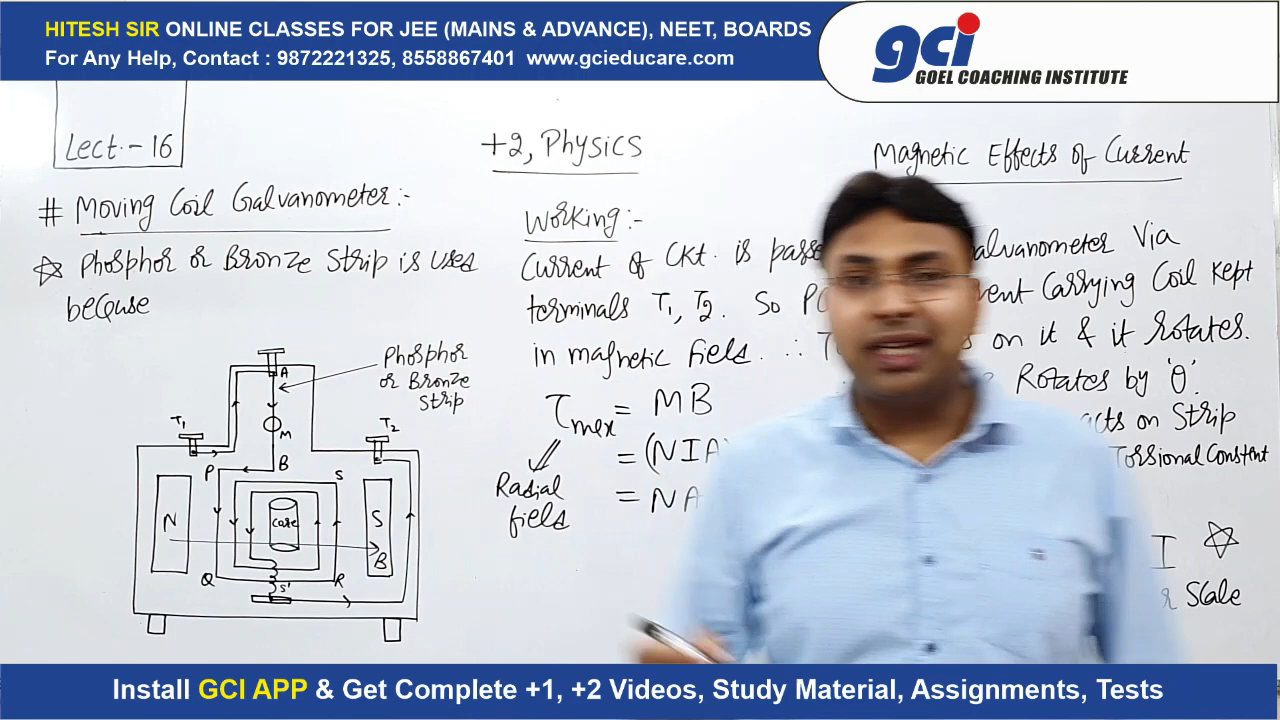 HITESH SIR ONLINE CLASSES FOR JEE (MAINS & ADVANCE), NEET, BOARDS
For Any Help, Contact : 9872221325, 8558867401 www.gcieducare.com
gci
GOEL COACHING INSTITUTE
Lect. - 16
+2, Physics
Magnetic Effects of Current
# Moving Coil Galvanometer :-
☆ Phosphor or Bronze Strip is used
because
Phosphor
or Bronze
Strip
A
M
T1
T2
B
P
S
N
core
S
B
Q
S'
R
Working :-
Current of Ckt. is alvanometer Via
terminals T1, T2. So Carrying Coil kept
in magnetic fields. ∴ on it & it rotates.
Rotates by 'θ'.
acts on Strip
Torsional Constant
τmax = MB
= (NIA
= NA
Radial
fields
I ☆
Scale
Install GCI APP & Get Complete +1, +2 Videos, Study Material, Assignments, Tests